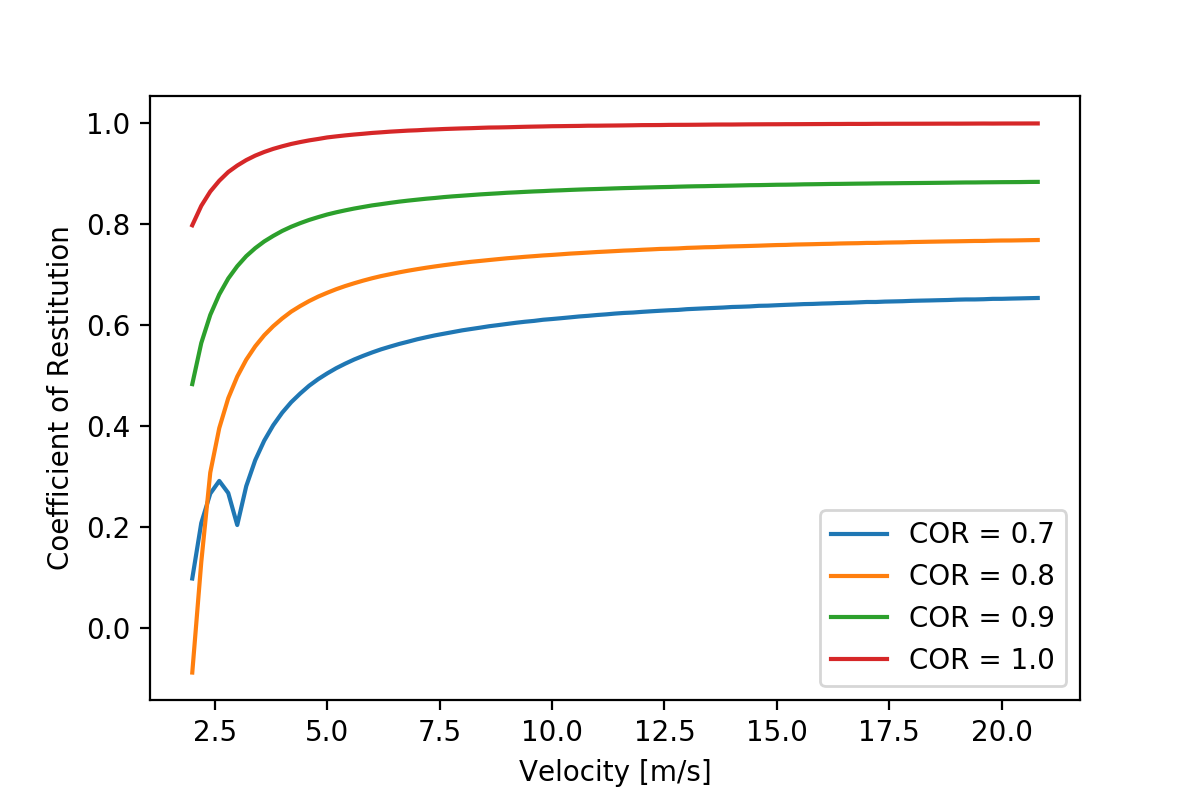 1.0
0.8
0.6
0.4
0.2
0.0
Coefficient of Restitution
COR = 0.7
COR = 0.8
COR = 0.9
COR = 1.0
2.5 5.0 7.5 10.0 12.5 15.0 17.5 20.0
Velocity [m/s]